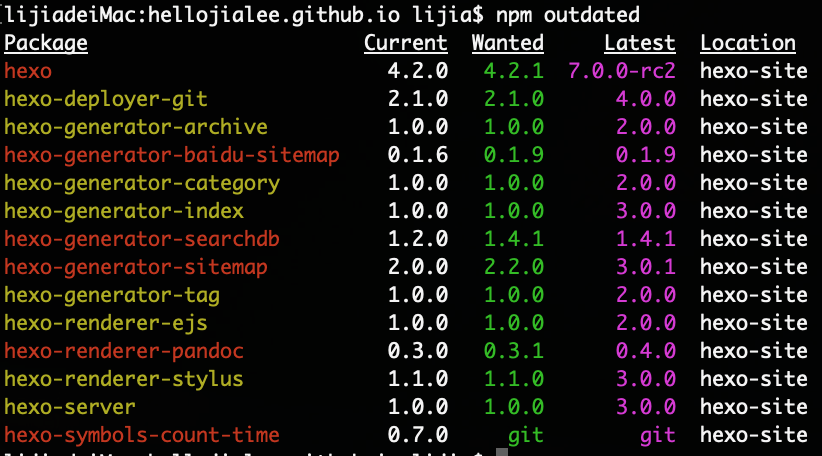 lijiadeiMac:hellojialee.github.io lijia$ npm outdated
Package Current Wanted Latest Location
hexo 4.2.0 4.2.1 7.0.0-rc2 hexo-site
hexo-deployer-git 2.1.0 2.1.0 4.0.0 hexo-site
hexo-generator-archive 1.0.0 1.0.0 2.0.0 hexo-site
hexo-generator-baidu-sitemap 0.1.6 0.1.9 0.1.9 hexo-site
hexo-generator-category 1.0.0 1.0.0 2.0.0 hexo-site
hexo-generator-index 1.0.0 1.0.0 3.0.0 hexo-site
hexo-generator-searchdb 1.2.0 1.4.1 1.4.1 hexo-site
hexo-generator-sitemap 2.0.0 2.2.0 3.0.1 hexo-site
hexo-generator-tag 1.0.0 1.0.0 2.0.0 hexo-site
hexo-renderer-ejs 1.0.0 1.0.0 2.0.0 hexo-site
hexo-renderer-pandoc 0.3.0 0.3.1 0.4.0 hexo-site
hexo-renderer-stylus 1.1.0 1.1.0 3.0.0 hexo-site
hexo-server 1.0.0 1.0.0 3.0.0 hexo-site
hexo-symbols-count-time 0.7.0 git git hexo-site
lijiadeiMac:hellojialee.github.io lijia$